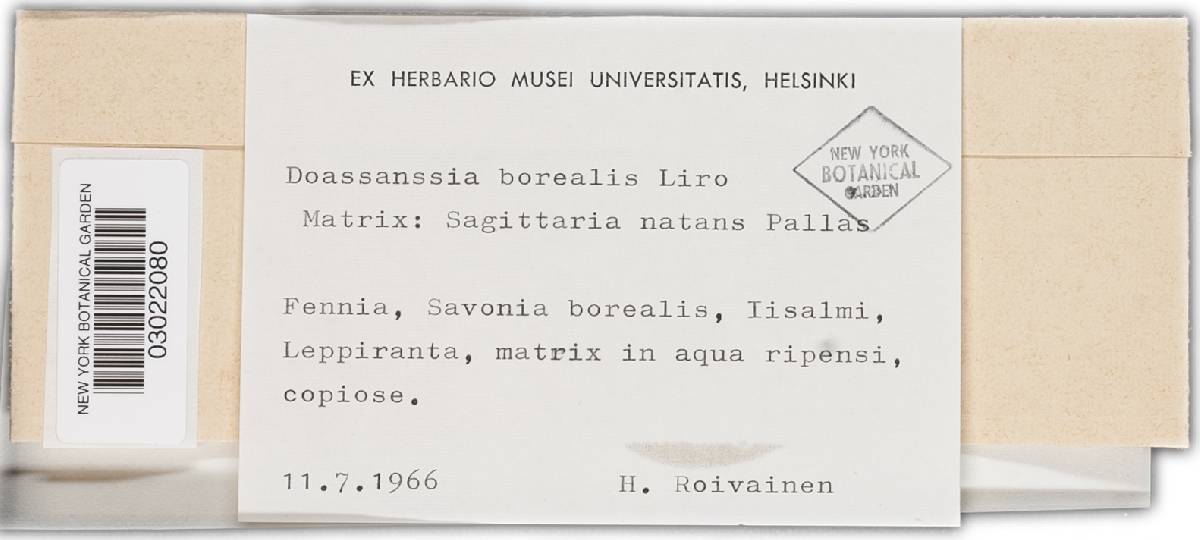 EX HERBARIO MUSEI UNIVERSITATIS, HELSINKI
NEW YORK
BOTANICAL
GARDEN
Doassanssia borealis Liro
Matrix: Sagittaria natans Pallas
Fennia, Savonia borealis, Iisalmi,
Leppiranta, matrix in aqua ripensi,
copiose.
11.7.1966 H. Roivainen
NEW YORK BOTANICAL GARDEN
03022080